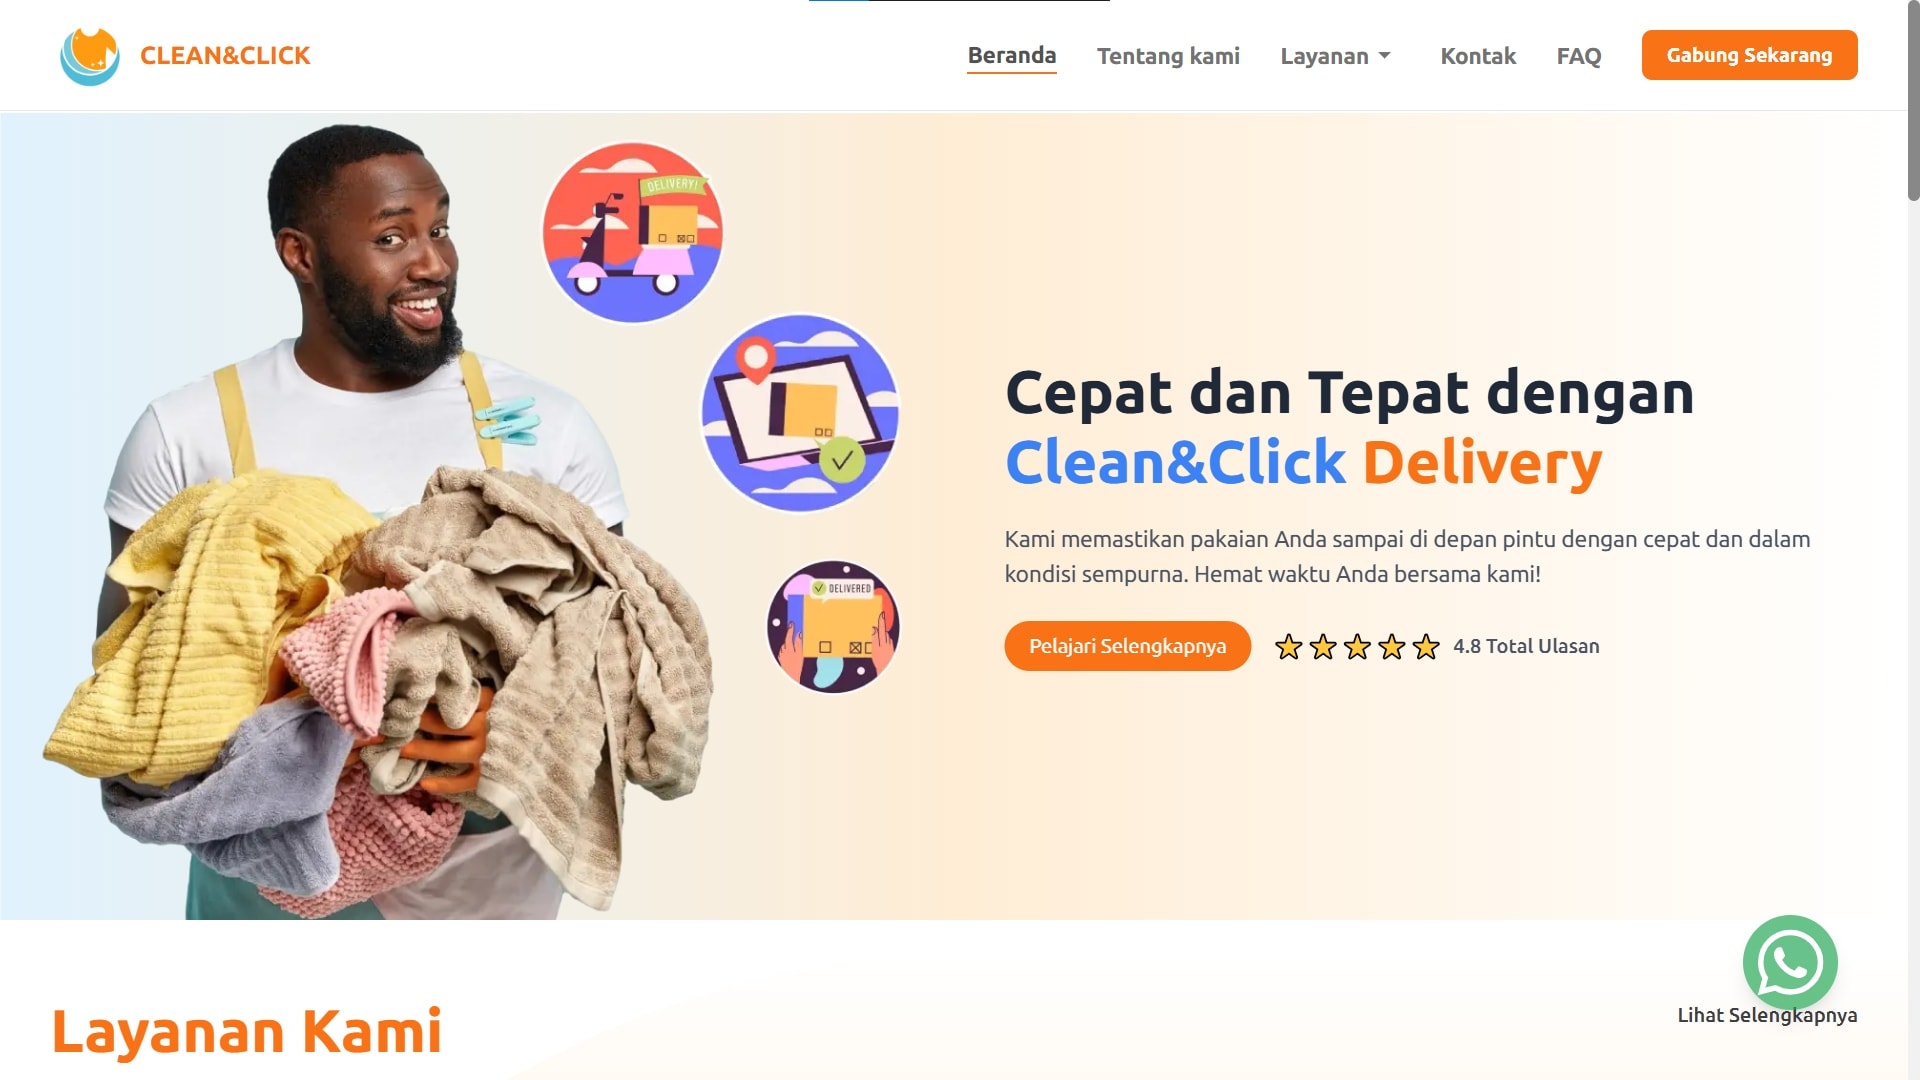 CLEAN&CLICK
Beranda
Tentang kami
Layanan
Kontak
FAQ
Gabung Sekarang
DELIVERY!
DELIVERED
Cepat dan Tepat dengan
Clean&Click Delivery
Kami memastikan pakaian Anda sampai di depan pintu dengan cepat dan dalam
kondisi sempurna. Hemat waktu Anda bersama kami!
Pelajari Selengkapnya
4.8 Total Ulasan
Layanan Kami
Lihat Selengkapnya